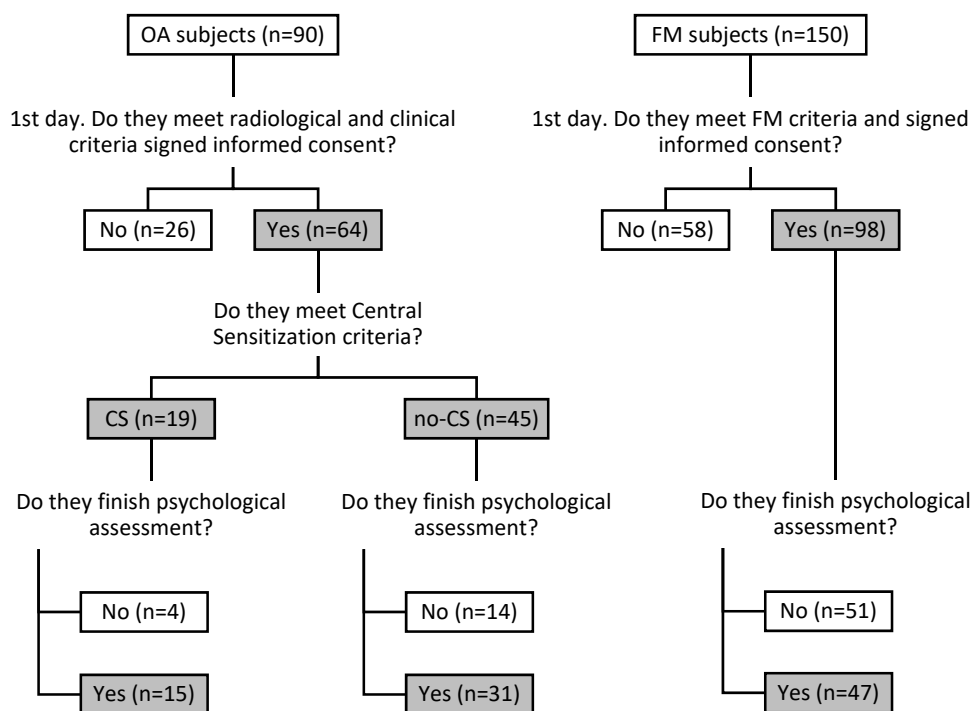 OA subjects (n=90)
FM subjects (n=150)
1st day. Do they meet radiological and clinical
criteria signed informed consent?
1st day. Do they meet FM criteria and signed
informed consent?
No (n=26)
Yes (n=64)
No (n=58)
Yes (n=98)
Do they meet Central
Sensitization criteria?
CS (n=19)
no-CS (n=45)
Do they finish psychological
assessment?
Do they finish psychological
assessment?
Do they finish psychological
assessment?
No (n=4)
No (n=14)
No (n=51)
Yes (n=15)
Yes (n=31)
Yes (n=47)